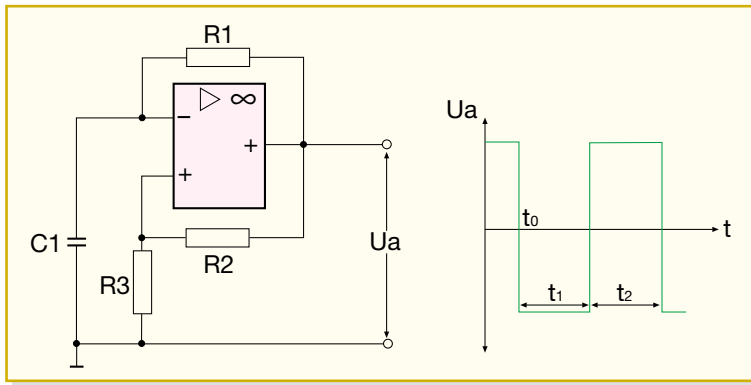 R1
▷ ∞
−
+
+
C1
R2
R3
Ua
Ua
t₀
t
t₁
t₂